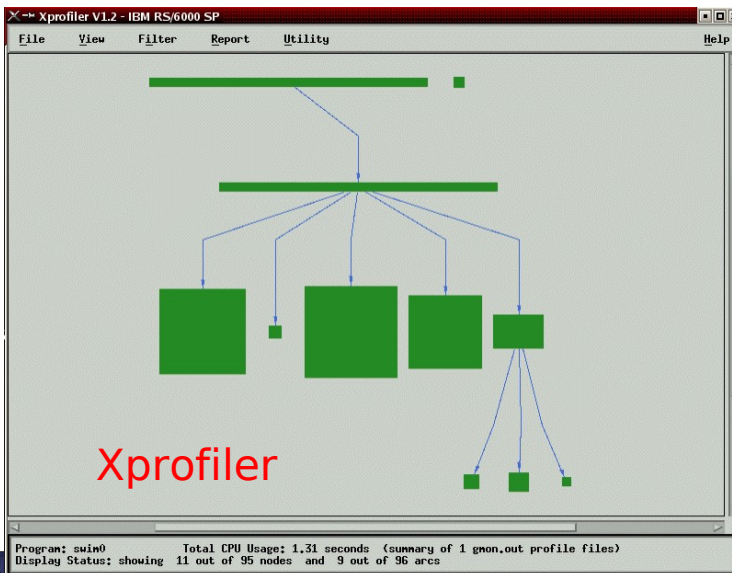 Xprofiler V1.2 - IBM RS/6000 SP
File View Filter Report Utility Help
Xprofiler
Program: swim0 Total CPU Usage: 1.31 seconds (summary of 1 gmon.out profile files)
Display Status: showing 11 out of 95 nodes and 9 out of 96 arcs